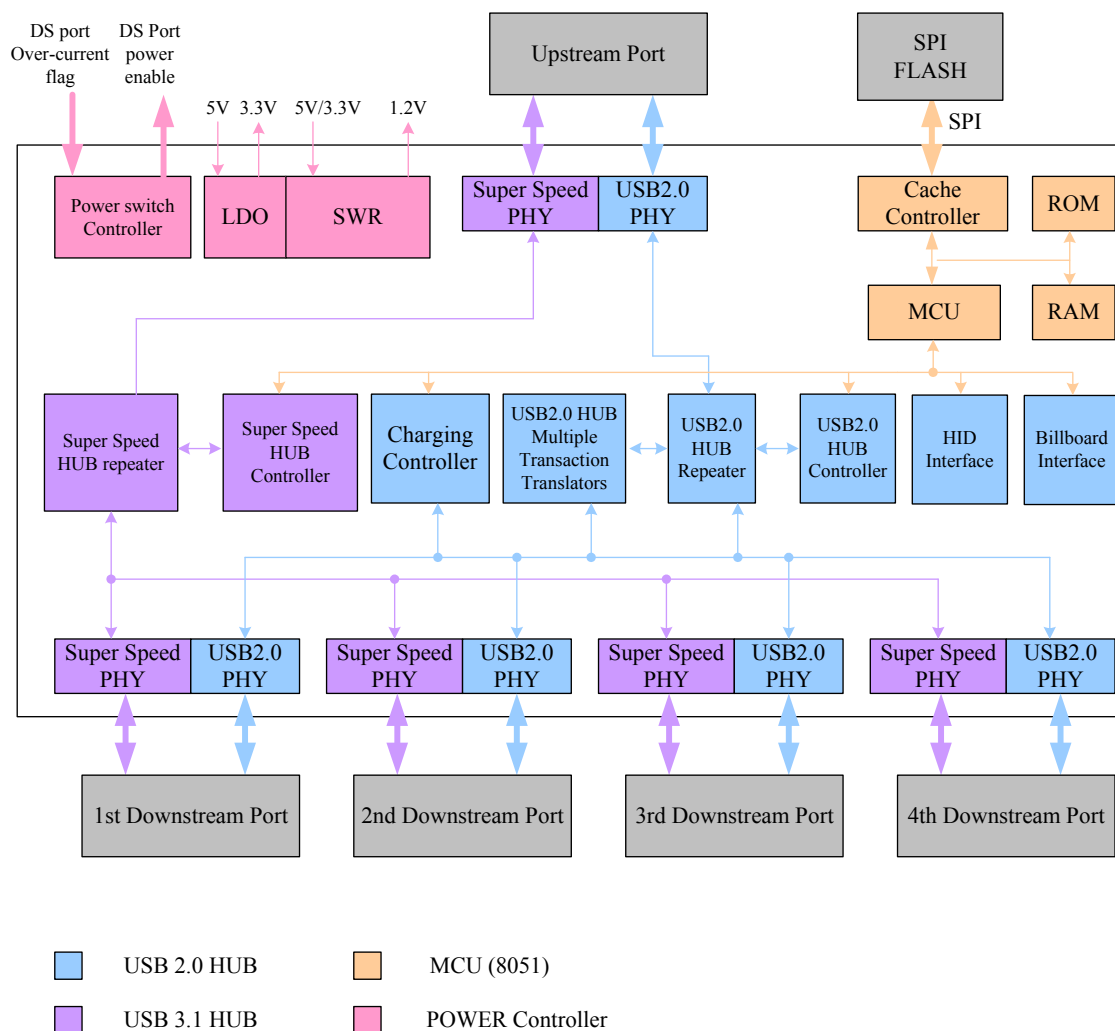 DS port
Over-current
flag
DS Port
power
enable
5V
3.3V
5V/3.3V
1.2V
Upstream Port
SPI
FLASH
SPI
Power switch
Controller
LDO
SWR
Super Speed
PHY
USB2.0
PHY
Cache
Controller
ROM
MCU
RAM
Super Speed
HUB repeater
Super Speed
HUB
Controller
Charging
Controller
USB2.0 HUB
Multiple
Transaction
Translators
USB2.0
HUB
Repeater
USB2.0
HUB
Controller
HID
Interface
Billboard
Interface
Super Speed
PHY
USB2.0
PHY
Super Speed
PHY
USB2.0
PHY
Super Speed
PHY
USB2.0
PHY
Super Speed
PHY
USB2.0
PHY
1st Downstream Port
2nd Downstream Port
3rd Downstream Port
4th Downstream Port
USB 2.0 HUB
MCU (8051)
USB 3.1 HUB
POWER Controller